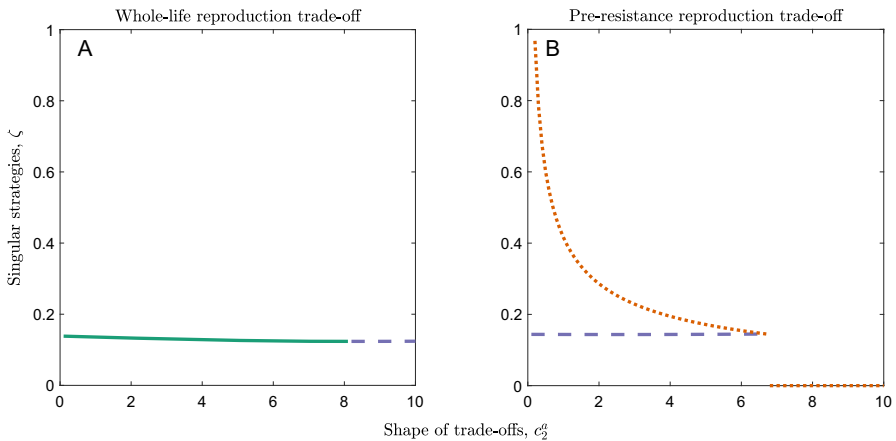 Whole-life reproduction trade-off
Pre-resistance reproduction trade-off
A
B
Singular strategies, ζ
1
0.8
0.6
0.4
0.2
0
0 2 4 6 8 10
1
0.8
0.6
0.4
0.2
0
0 2 4 6 8 10
Shape of trade-offs, c₂ᵃ